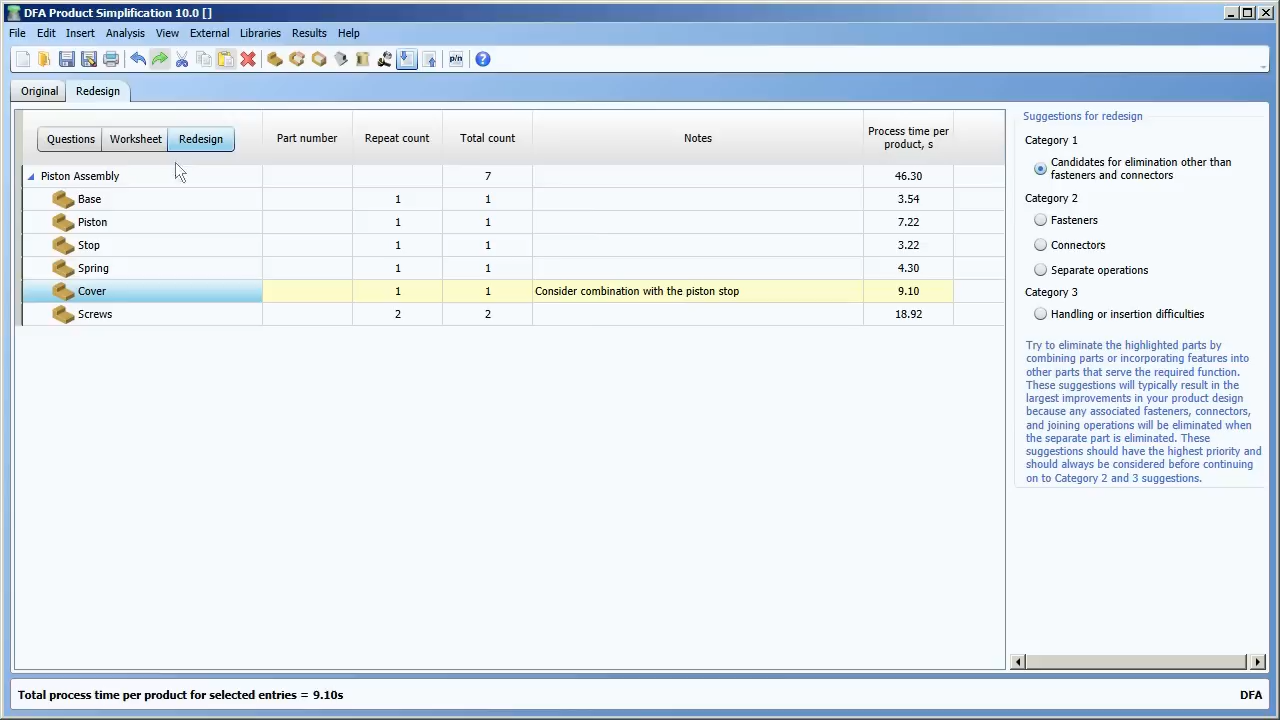 DFA Product Simplification 10.0 []
File Edit Insert Analysis View External Libraries Results Help
p/n
Original Redesign
Questions Worksheet Redesign Part number Repeat count Total count Notes Process time per
product, s
Piston Assembly 7 46.30
Base 1 1 3.54
Piston 1 1 7.22
Stop 1 1 3.22
Spring 1 1 4.30
Cover 1 1 Consider combination with the piston stop 9.10
Screws 2 2 18.92
Suggestions for redesign
Category 1
Candidates for elimination other than
fasteners and connectors
Category 2
Fasteners
Connectors
Separate operations
Category 3
Handling or insertion difficulties
Try to eliminate the highlighted parts by
combining parts or incorporating features into
other parts that serve the required function.
These suggestions will typically result in the
largest improvements in your product design
because any associated fasteners, connectors,
and joining operations will be eliminated when
the separate part is eliminated. These
suggestions should have the highest priority and
should always be considered before continuing
on to Category 2 and 3 suggestions.
Total process time per product for selected entries = 9.10s
DFA